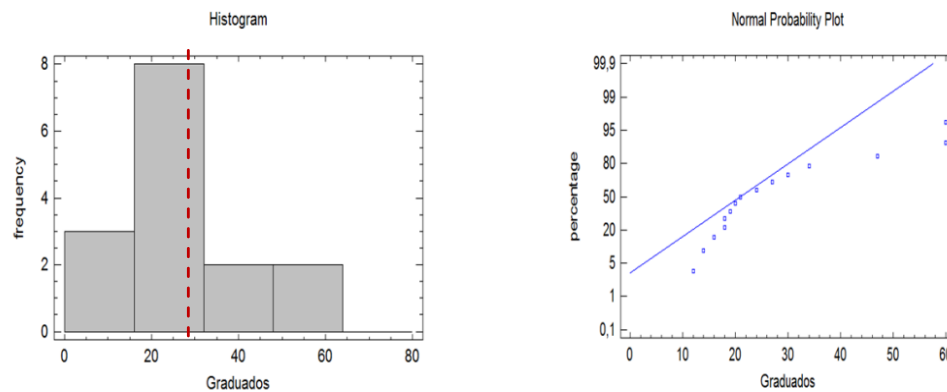 Histogram
8
6
4
2
0
frequency
0 20 40 60 80
Graduados
Normal Probability Plot
99,9
99
95
80
50
20
5
1
0,1
percentage
0 10 20 30 40 50 60
Graduados